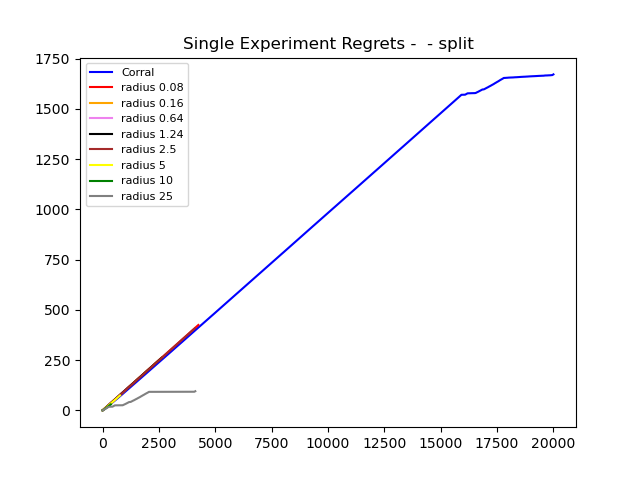 Single Experiment Regrets -  - split
1750
1500
1250
1000
750
500
250
0
Corral
radius 0.08
radius 0.16
radius 0.64
radius 1.24
radius 2.5
radius 5
radius 10
radius 25
0 2500 5000 7500 10000 12500 15000 17500 20000